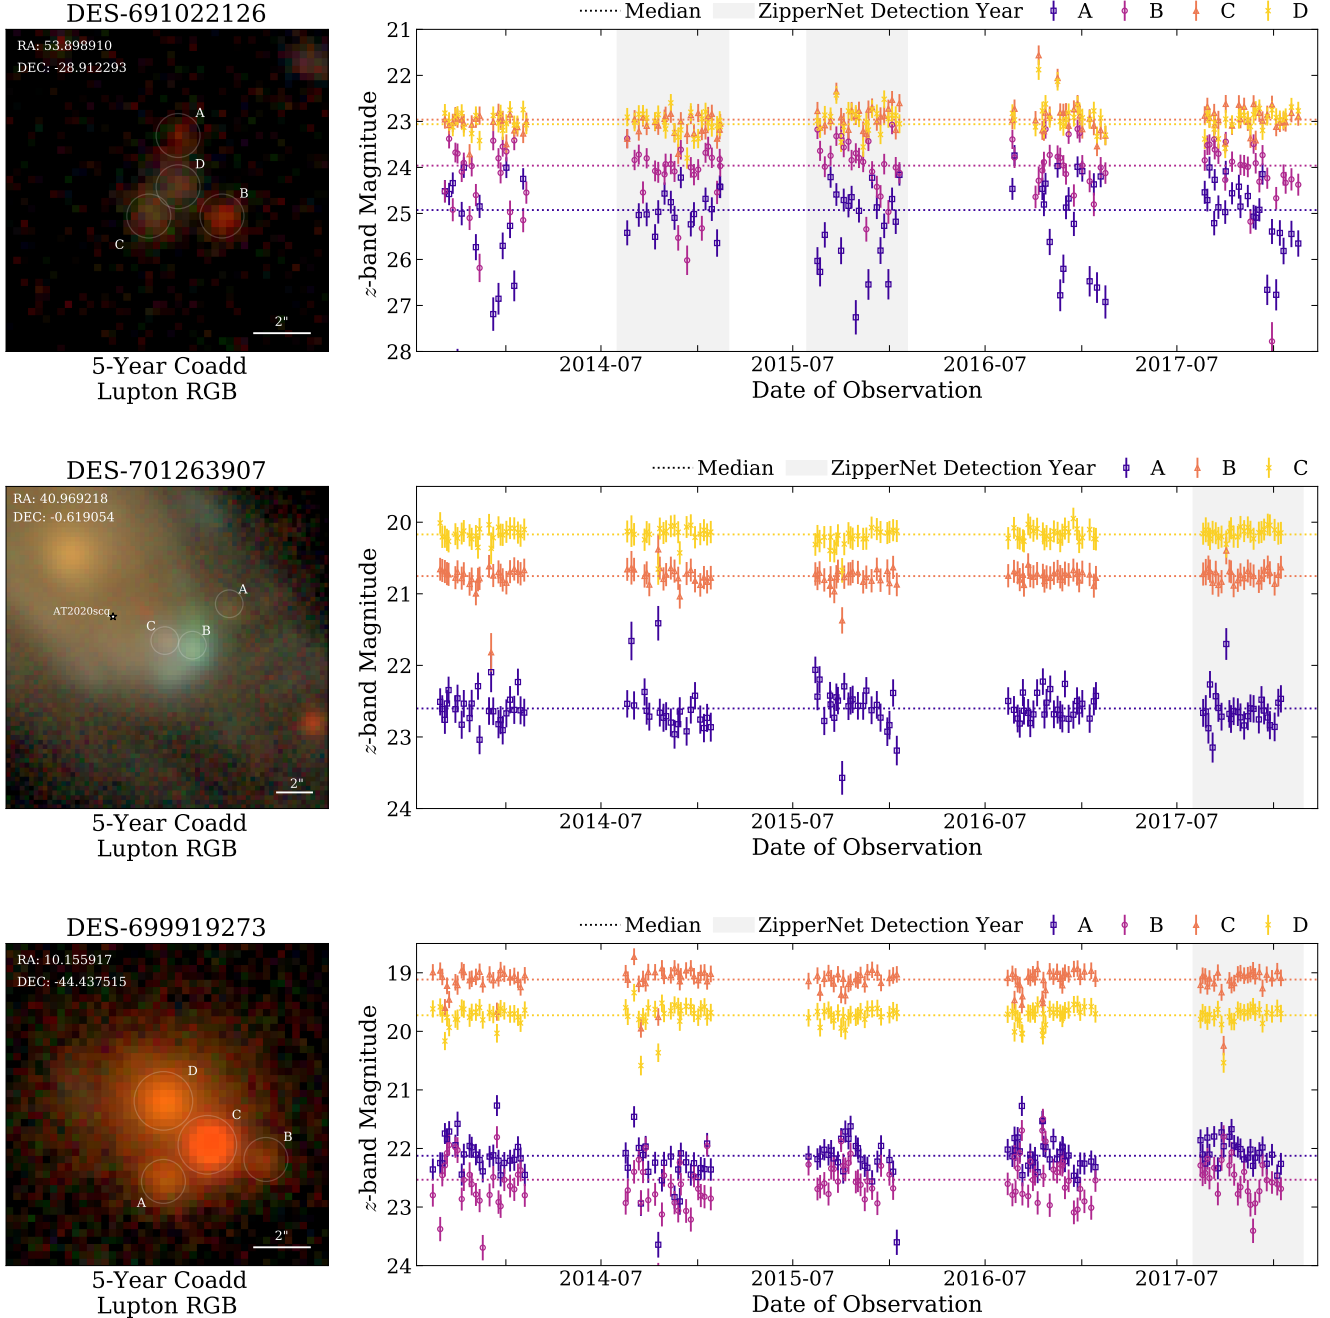 DES-691022126
RA: 53.898910
DEC: -28.912293
A
D
B
C
2"
5-Year Coadd
Lupton RGB
Median ZipperNet Detection Year A B C D
21
22
23
24
25
26
27
28
z-band Magnitude
2014-07 2015-07 2016-07 2017-07
Date of Observation
DES-701263907
RA: 40.969218
DEC: -0.619054
A
AT2020scq
C
B
2"
5-Year Coadd
Lupton RGB
Median ZipperNet Detection Year A B C
20
21
22
23
24
z-band Magnitude
2014-07 2015-07 2016-07 2017-07
Date of Observation
DES-699919273
RA: 10.155917
DEC: -44.437515
D
C
B
A
2"
5-Year Coadd
Lupton RGB
Median ZipperNet Detection Year A B C D
19
20
21
22
23
24
z-band Magnitude
2014-07 2015-07 2016-07 2017-07
Date of Observation